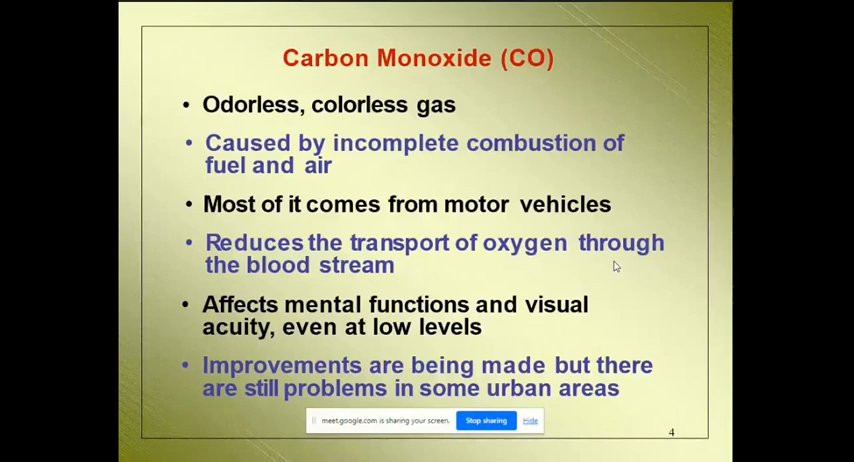 Carbon Monoxide (CO)
• Odorless, colorless gas
• Caused by incomplete combustion of
fuel and air
• Most of it comes from motor vehicles
• Reduces the transport of oxygen through
the blood stream
• Affects mental functions and visual
acuity, even at low levels
• Improvements are being made but there
are still problems in some urban areas
meet.google.com is sharing your screen. Stop sharing Hide
4